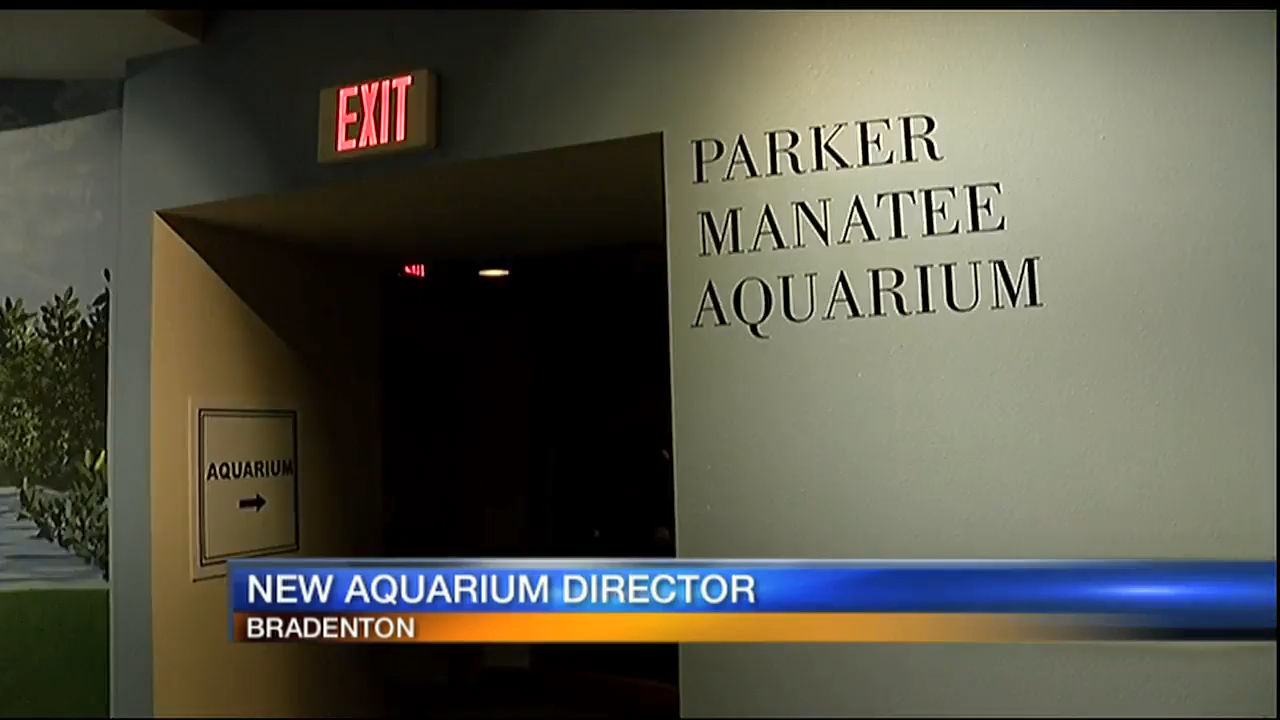 EXIT
PARKER
MANATEE
AQUARIUM
AQUARIUM
NEW AQUARIUM DIRECTOR
BRADENTON